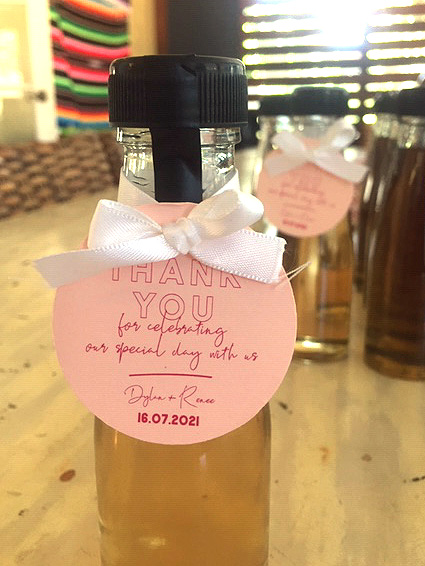 THANK
YOU
for celebrating
our special day with us
Dylan + Renee
16.07.2021